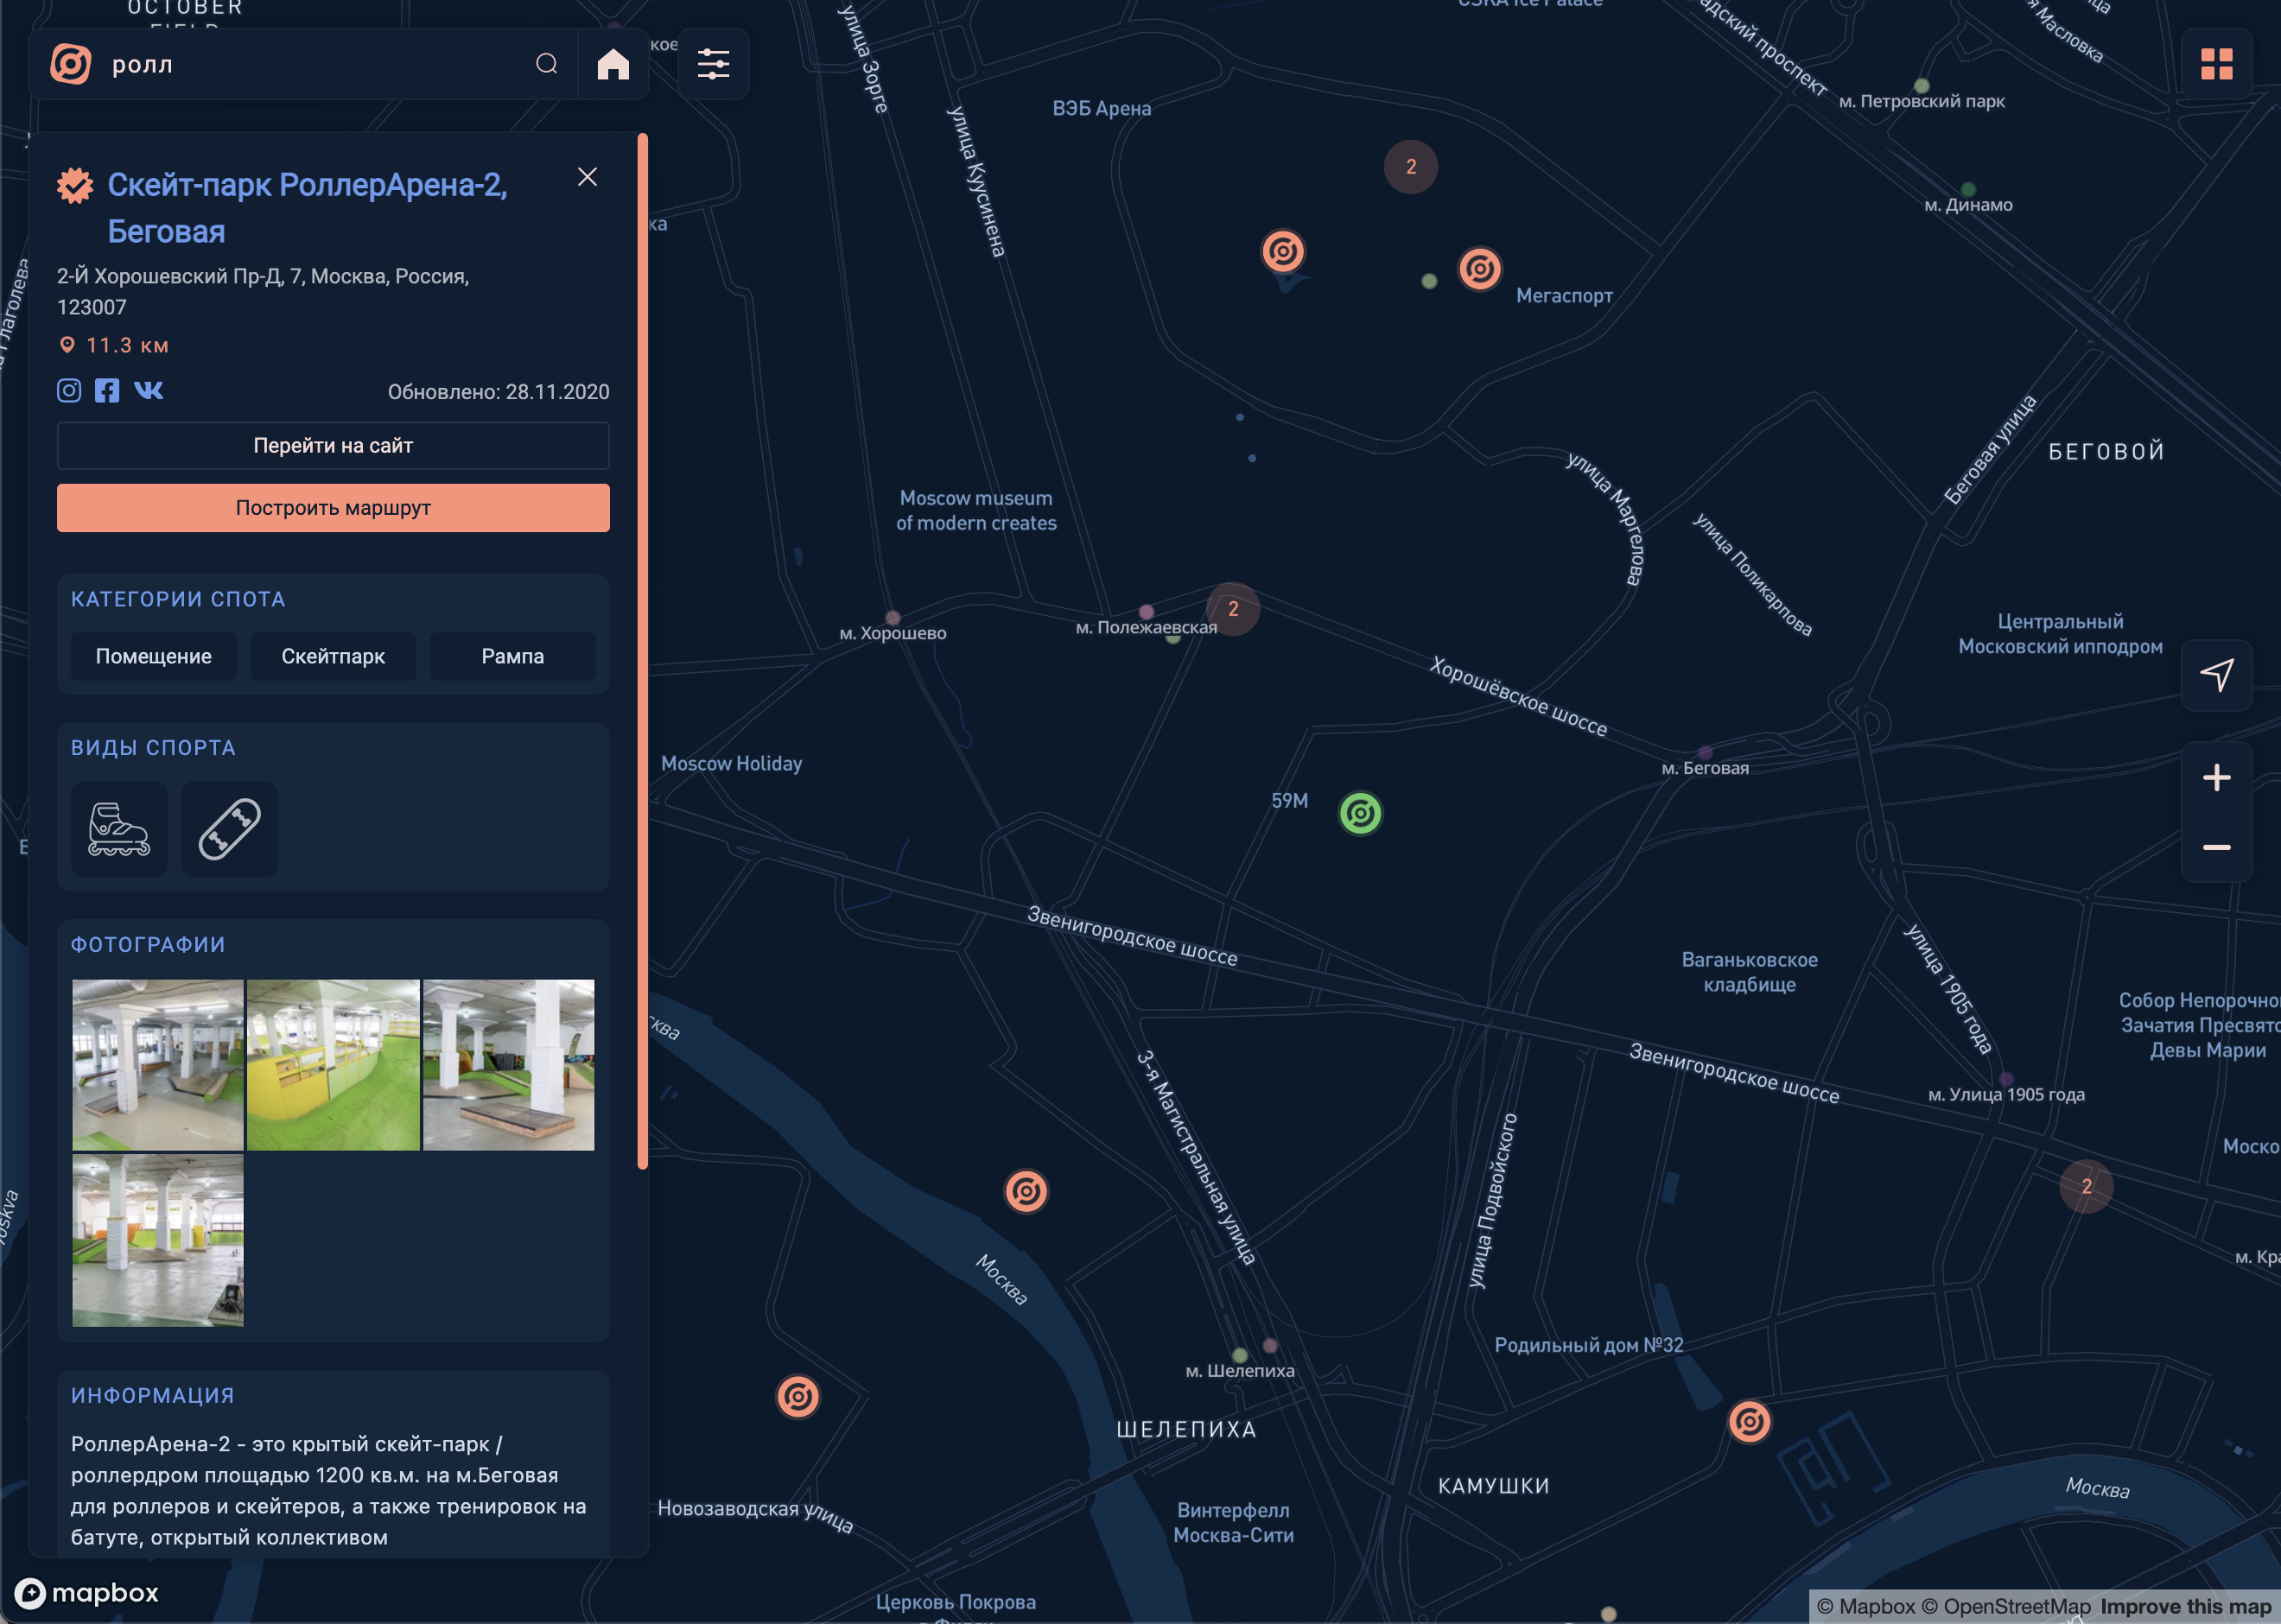 ролл
Скейт-парк РоллерАрена-2,
Беговая
2-Й Хорошевский Пр-Д, 7, Москва, Россия,
123007
11.3 км
Обновлено: 28.11.2020
Перейти на сайт
Построить маршрут
КАТЕГОРИИ СПОТА
Помещение
Скейтпарк
Рампа
ВИДЫ СПОРТА
ФОТОГРАФИИ
ИНФОРМАЦИЯ
РоллерАрена-2 - это крытый скейт-парк /
роллердром площадью 1200 кв.м. на м.Беговая
для роллеров и скейтеров, а также тренировок на
батуте, открытый коллективом
mapbox
OCTOBER
улица Зорге
улица Куусинена
ВЭБ Арена
2
Мегаспорт
м. Петровский парк
м. Динамо
Беговая улица
БЕГОВОЙ
Moscow museum
of modern creates
улица Маргелова
улица Поликарпова
м. Хорошево
м. Полежаевская
2
Хорошёвское шоссе
Центральный
Московский ипподром
м. Беговая
Moscow Holiday
59М
Звенигородское шоссе
Ваганьковское
кладбище
улица 1905 года
Собор Непорочно
Зачатия Пресвято
Девы Марии
3-я Магистральная улица
Звенигородское шоссе
м. Улица 1905 года
улица Подвойского
2
Москва
Родильный дом №32
м. Шелепиха
ШЕЛЕПИХА
КАМУШКИ
Москва
Новозаводская улица
Винтерфелл
Москва-Сити
Церковь Покрова
© Mapbox © OpenStreetMap Improve this map